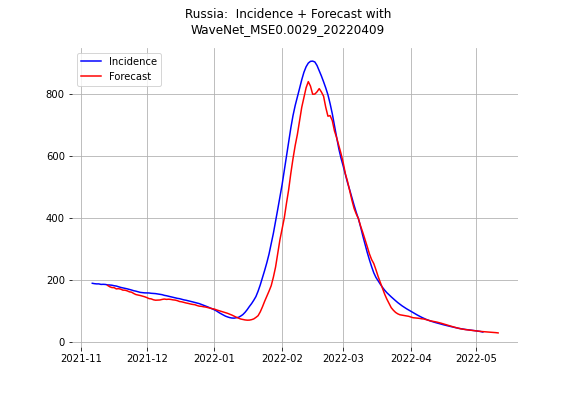 Russia:  Incidence + Forecast with
WaveNet_MSE0.0029_20220409
Incidence
Forecast
800
600
400
200
0
2021-11 2021-12 2022-01 2022-02 2022-03 2022-04 2022-05